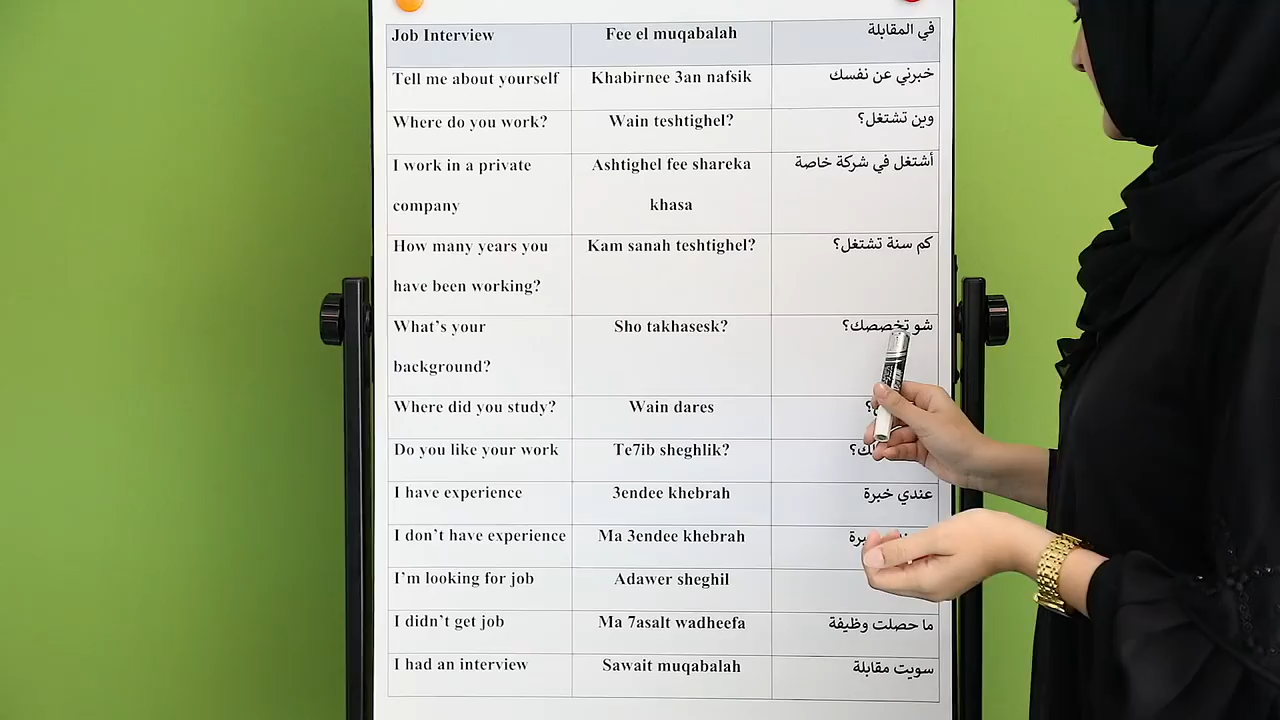 Job Interview Fee el muqabalah في المقابلة
Tell me about yourself Khabirnee 3an nafsik خبرني عن نفسك
Where do you work? Wain teshtighel? وين تشتغل؟
I work in a private Ashtighel fee shareka أشتغل في شركة خاصة
company khasa
How many years you Kam sanah teshtighel? كم سنة تشتغل؟
have been working?
What's your Sho takhasesk? شو تخصصك؟
background?
Where did you study? Wain dares
Do you like your work Te7ib sheghlik?
I have experience 3endee khebrah عندي خبرة
I don't have experience Ma 3endee khebrah
I'm looking for job Adawer sheghil
I didn't get job Ma 7asalt wadheefa ما حصلت وظيفة
I had an interview Sawait muqabalah سويت مقابلة